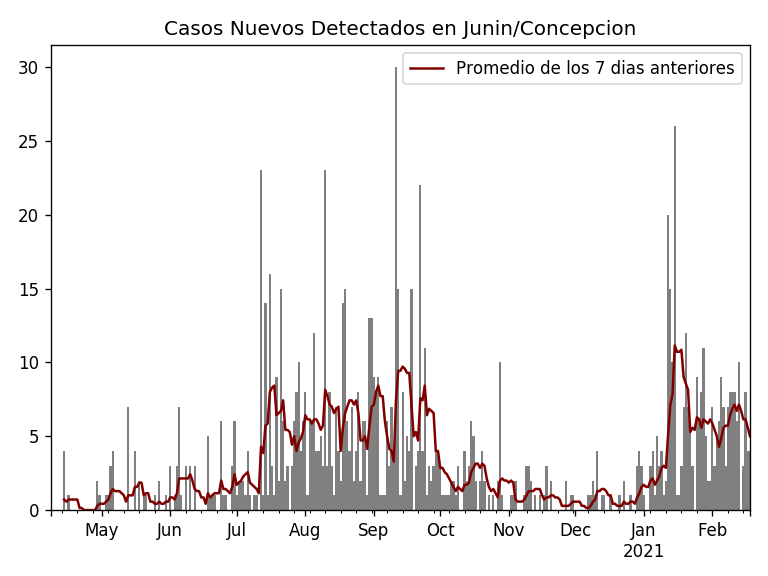 Casos Nuevos Detectados en Junin/Concepcion
Promedio de los 7 dias anteriores
30
25
20
15
10
5
0
May Jun Jul Aug Sep Oct Nov Dec Jan Feb
2021